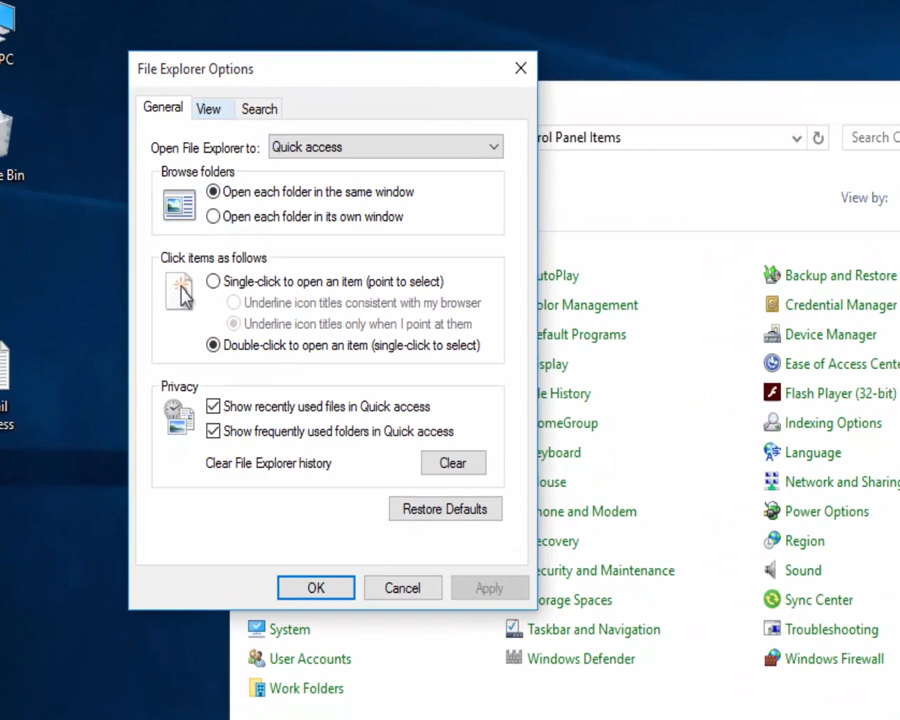 PC
e Bin
il
ess
File Explorer Options
General
View
Search
Open File Explorer to:
Quick access
Browse folders
Open each folder in the same window
Open each folder in its own window
Click items as follows
Single-click to open an item (point to select)
Underline icon titles consistent with my browser
Underline icon titles only when I point at them
Double-click to open an item (single-click to select)
Privacy
Show recently used files in Quick access
Show frequently used folders in Quick access
Clear File Explorer history
Clear
Restore Defaults
OK
Cancel
Apply
rol Panel Items
Search C
View by:
utoPlay
olor Management
efault Programs
splay
le History
omeGroup
eyboard
ouse
hone and Modem
ecovery
ecurity and Maintenance
orage Spaces
Taskbar and Navigation
Windows Defender
Backup and Restore
Credential Manager
Device Manager
Ease of Access Cente
Flash Player (32-bit)
Indexing Options
Language
Network and Sharing
Power Options
Region
Sound
Sync Center
Troubleshooting
Windows Firewall
System
User Accounts
Work Folders